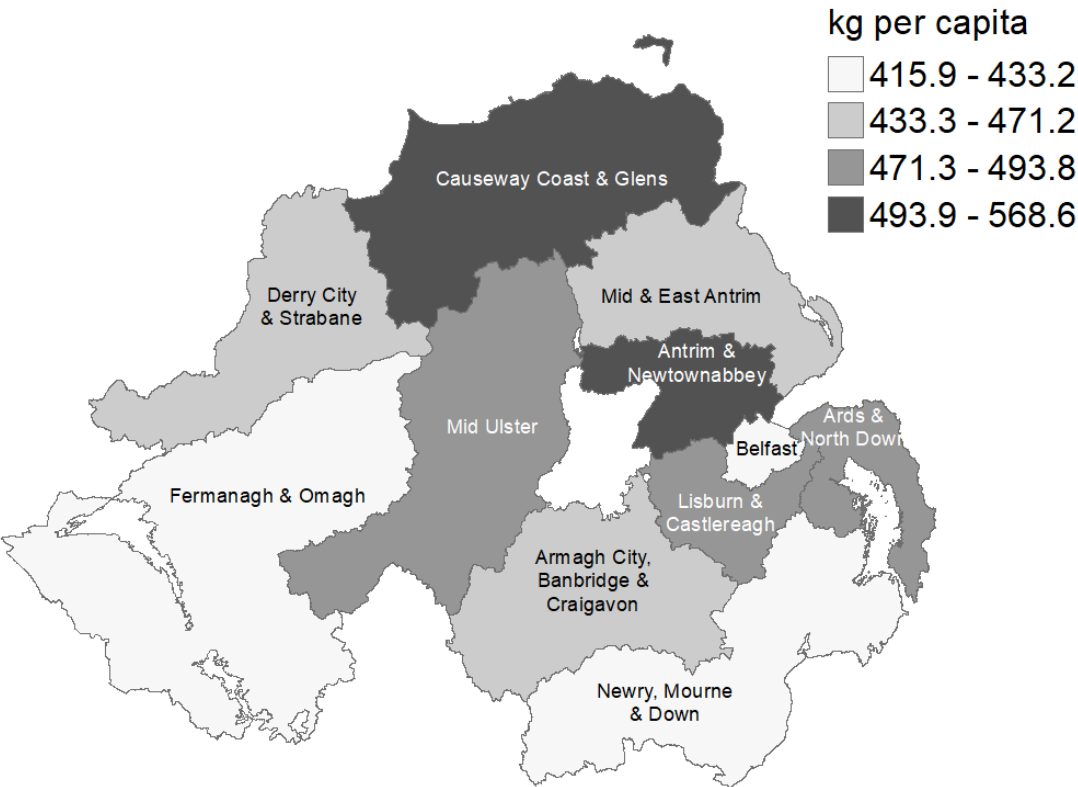 kg per capita
415.9 - 433.2
433.3 - 471.2
471.3 - 493.8
493.9 - 568.6
Causeway Coast & Glens
Derry City
& Strabane
Mid & East Antrim
Antrim &
Newtownabbey
Mid Ulster
Ards &
North Down
Belfast
Fermanagh & Omagh
Lisburn &
Castlereagh
Armagh City,
Banbridge &
Craigavon
Newry, Mourne
& Down